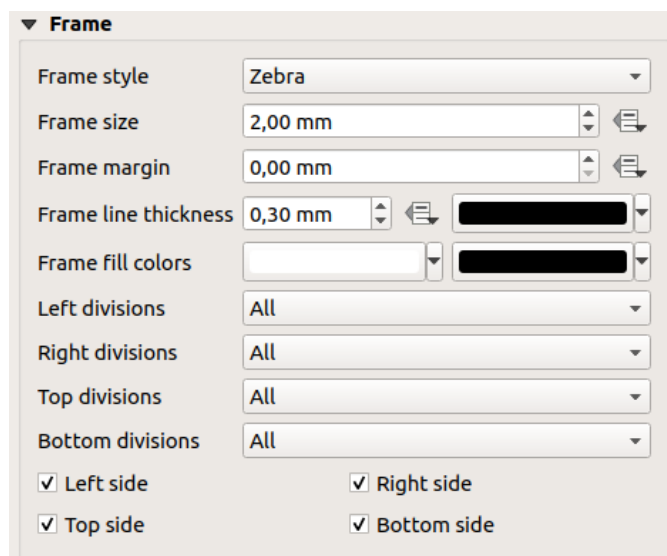 Frame
Frame style Zebra
Frame size 2,00 mm
Frame margin 0,00 mm
Frame line thickness 0,30 mm
Frame fill colors
Left divisions All
Right divisions All
Top divisions All
Bottom divisions All
Left side Right side
Top side Bottom side